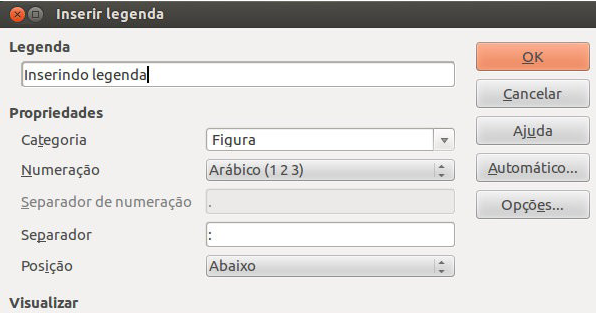 Inserir legenda
Legenda
Inserindo legenda
OK
Cancelar
Propriedades
Categoria Figura
Ajuda
Numeração Arábico (1 2 3)
Automático...
Separador de numeração .
Opções...
Separador :
Posição Abaixo
Visualizar